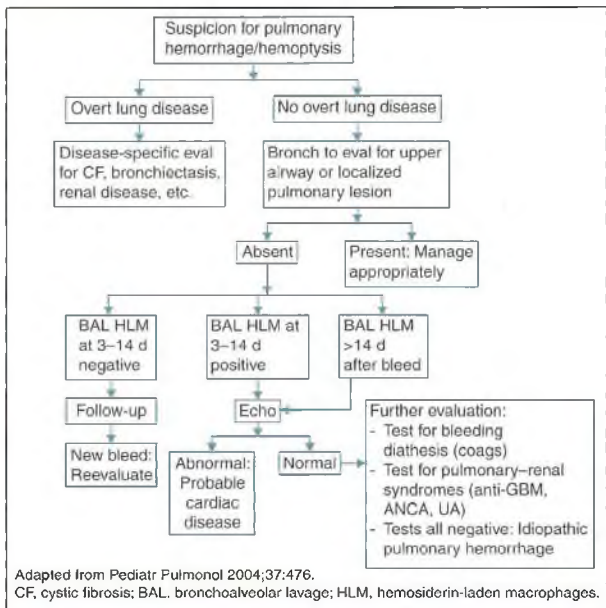 Suspicion for pulmonary
hemorrhage/hemoptysis
Overt lung disease
No overt lung disease
Disease-specific eval
for CF, bronchiectasis,
renal disease, etc.
Bronch to eval for upper
airway or localized
pulmonary lesion
Absent
Present: Manage
appropriately
BAL HLM
at 3–14 d
negative
BAL HLM at
3–14 d
positive
BAL HLM
>14 d
after bleed
Follow-up
Echo
New bleed:
Reevaluate
Abnormal:
Probable
cardiac
disease
Normal
Further evaluation:
- Test for bleeding
diathesis (coags)
- Test for pulmonary–renal
syndromes (anti-GBM,
ANCA, UA)
- Tests all negative: Idiopathic
pulmonary hemorrhage
Adapted from Pediatr Pulmonol 2004;37:476.
CF, cystic fibrosis; BAL, bronchoalveolar lavage; HLM, hemosiderin-laden macrophages.